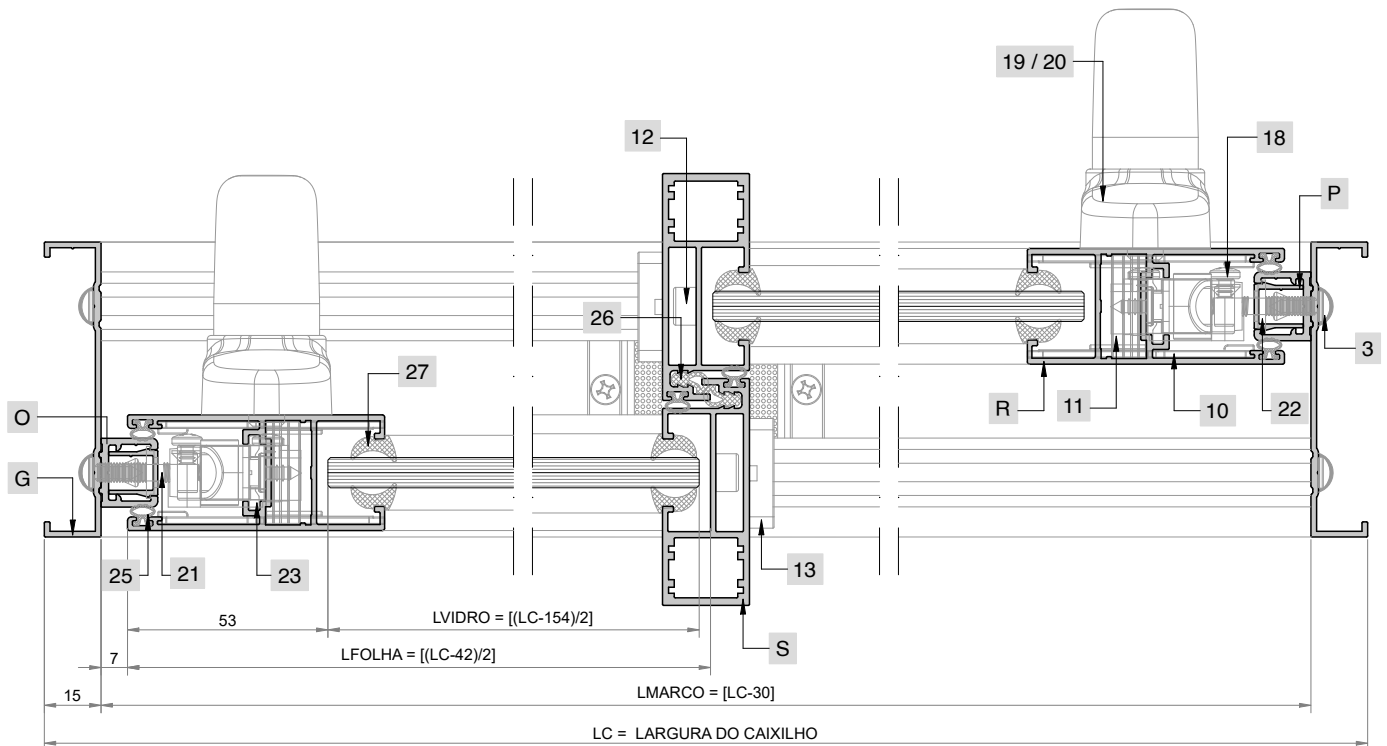 19 / 20
12
18
P
26
27
3
O
R
11
10
22
G
25
21
23
13
53
LVIDRO = [(LC-154)/2]
S
7
LFOLHA = [(LC-42)/2]
15
LMARCO = [LC-30]
LC = LARGURA DO CAIXILHO